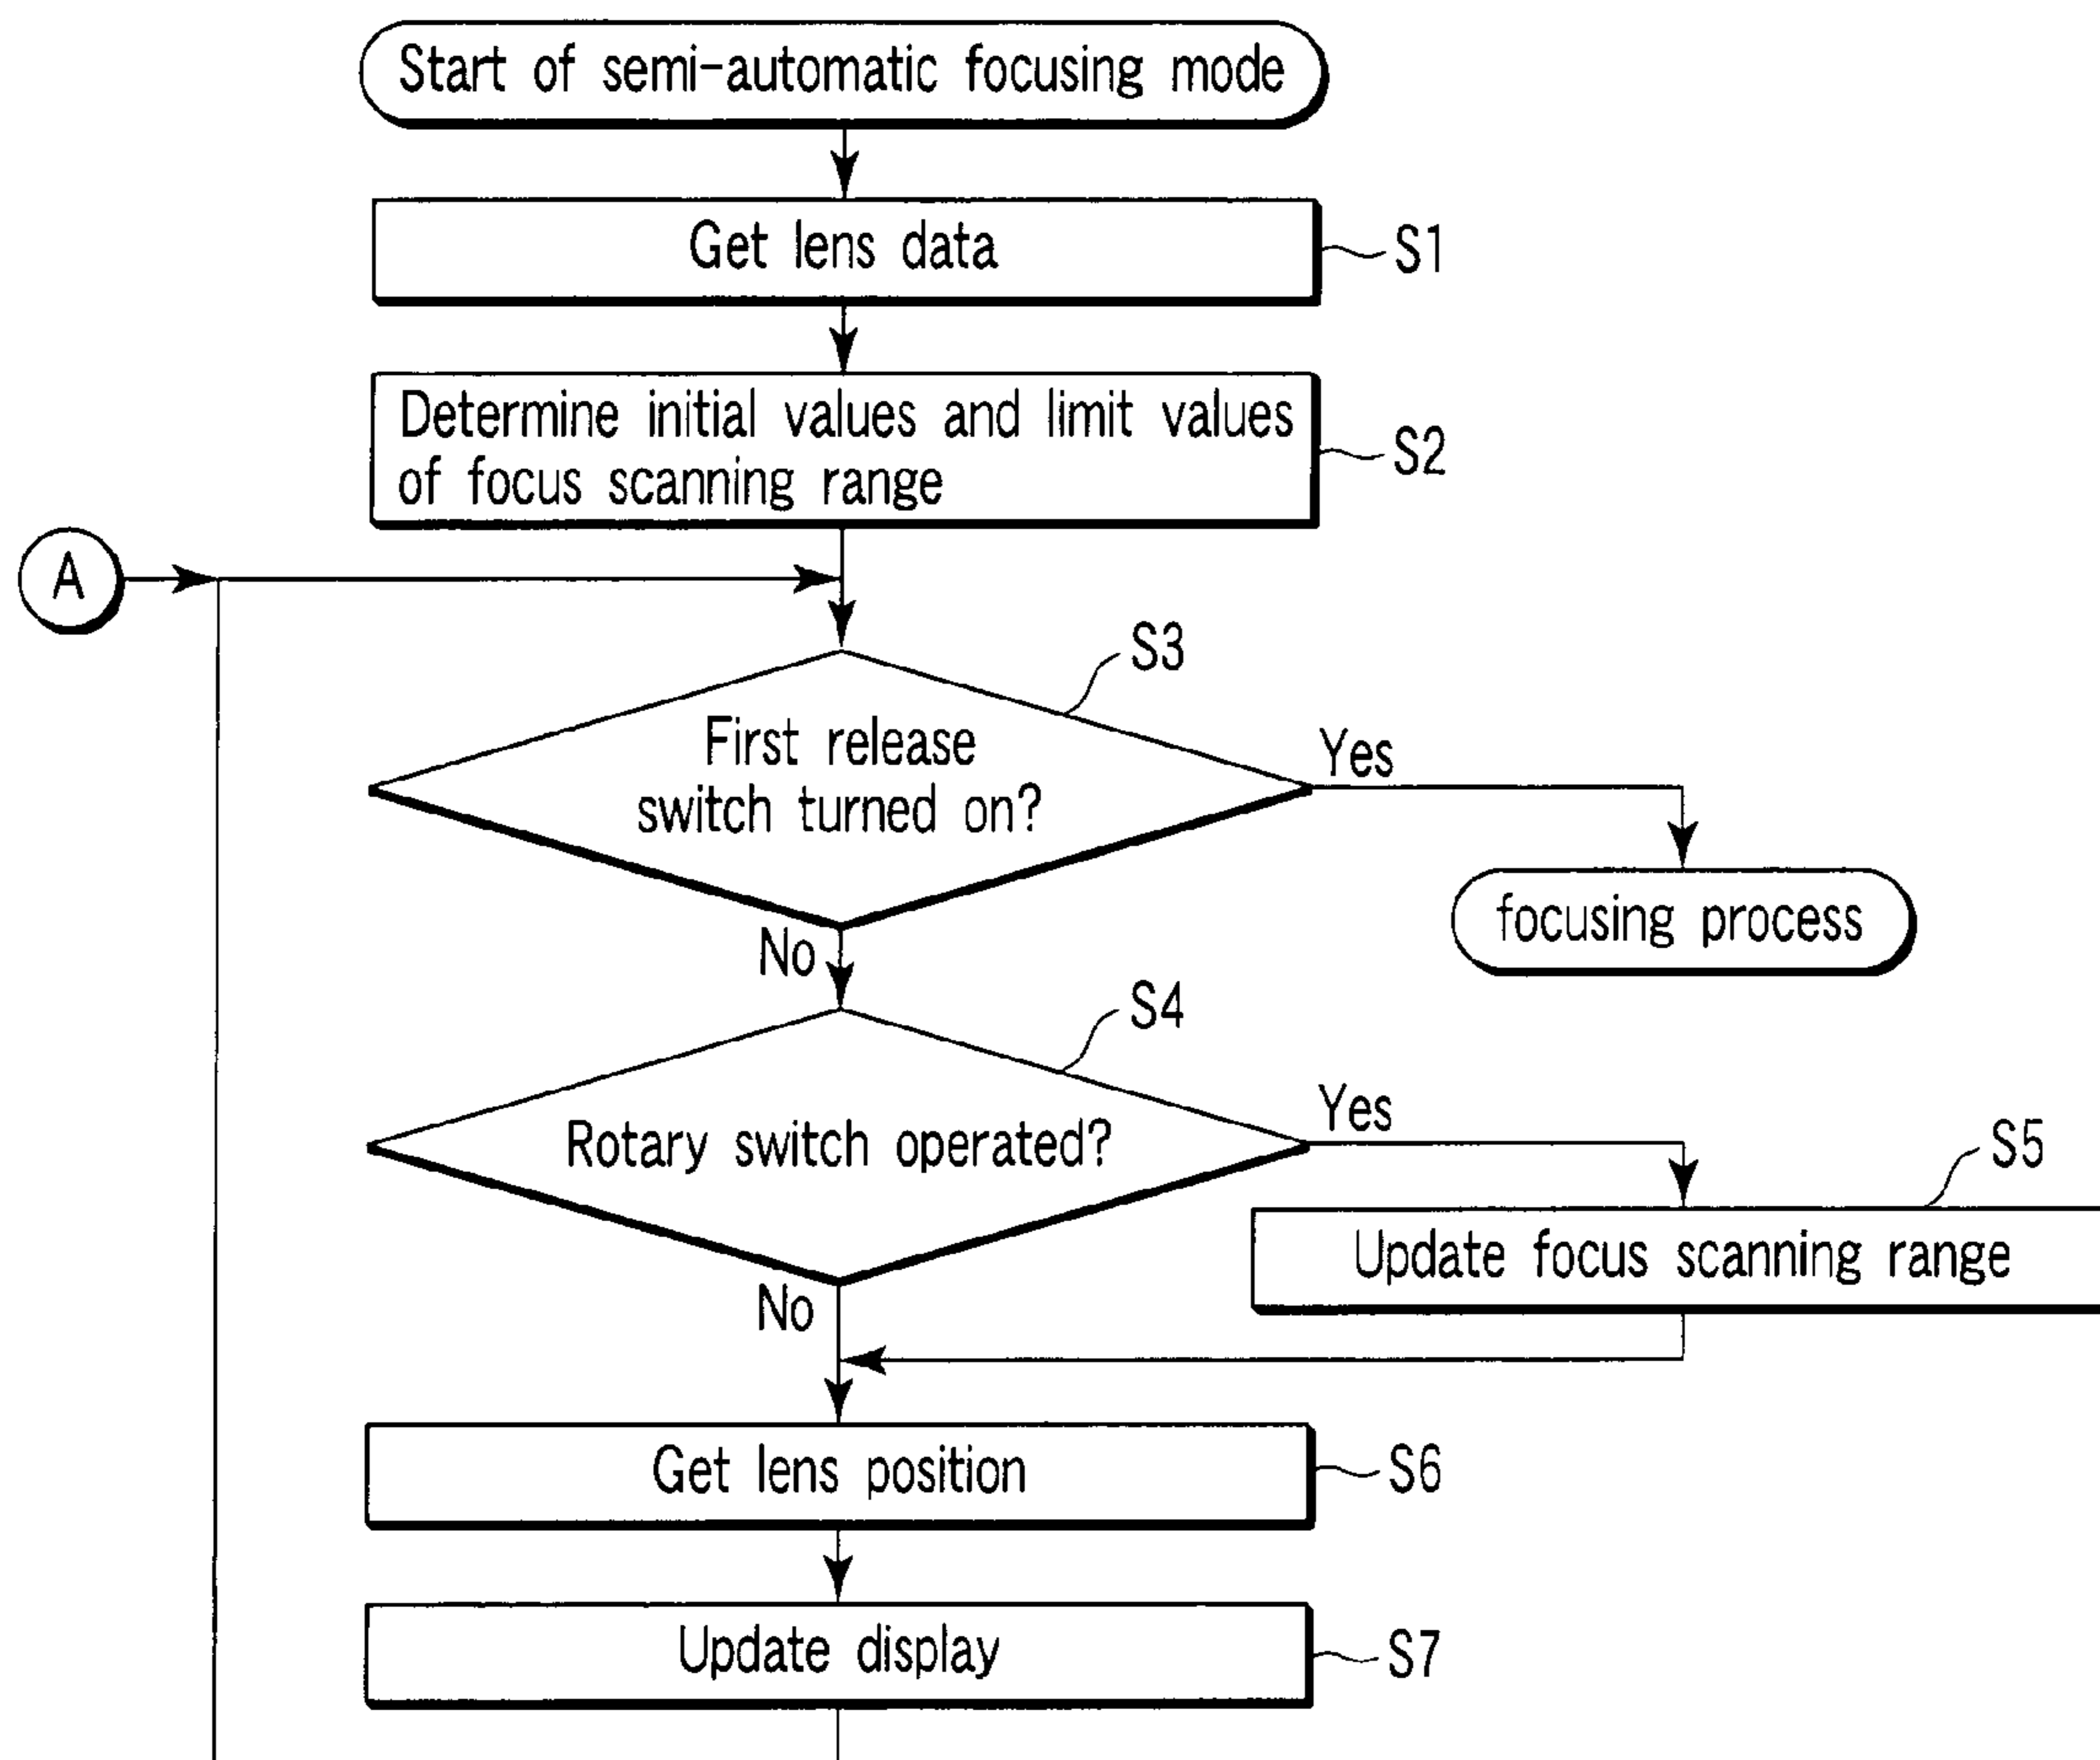 Start of semi-automatic focusing mode
Get lens data
S1
Determine initial values and limit values
of focus scanning range
S2
A
S3
First release
switch turned on?
Yes
focusing process
No
S4
Rotary switch operated?
Yes
S5
Update focus scanning range
No
Get lens position
S6
Update display
S7